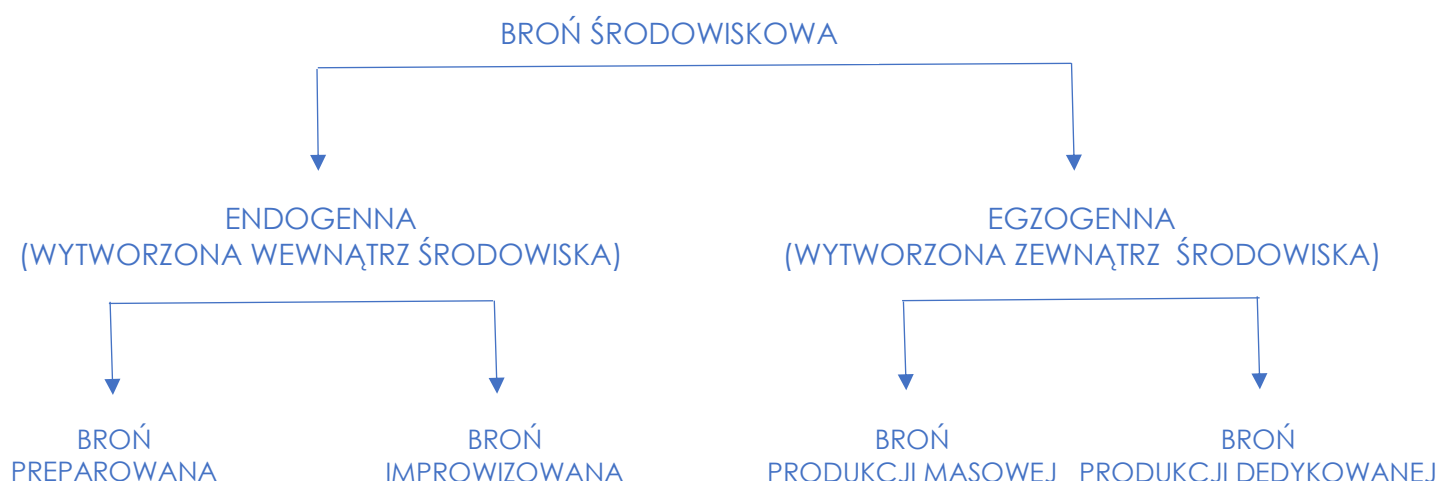 BROŃ ŚRODOWISKOWA
ENDOGENNA
(WYTWORZONA WEWNĄTRZ ŚRODOWISKA)
EGZOGENNA
(WYTWORZONA ZEWNĄTRZ ŚRODOWISKA)
BROŃ
PREPAROWANA
BROŃ
IMPROWIZOWANA
BROŃ
PRODUKCJI MASOWEJ
BROŃ
PRODUKCJI DEDYKOWANEJ